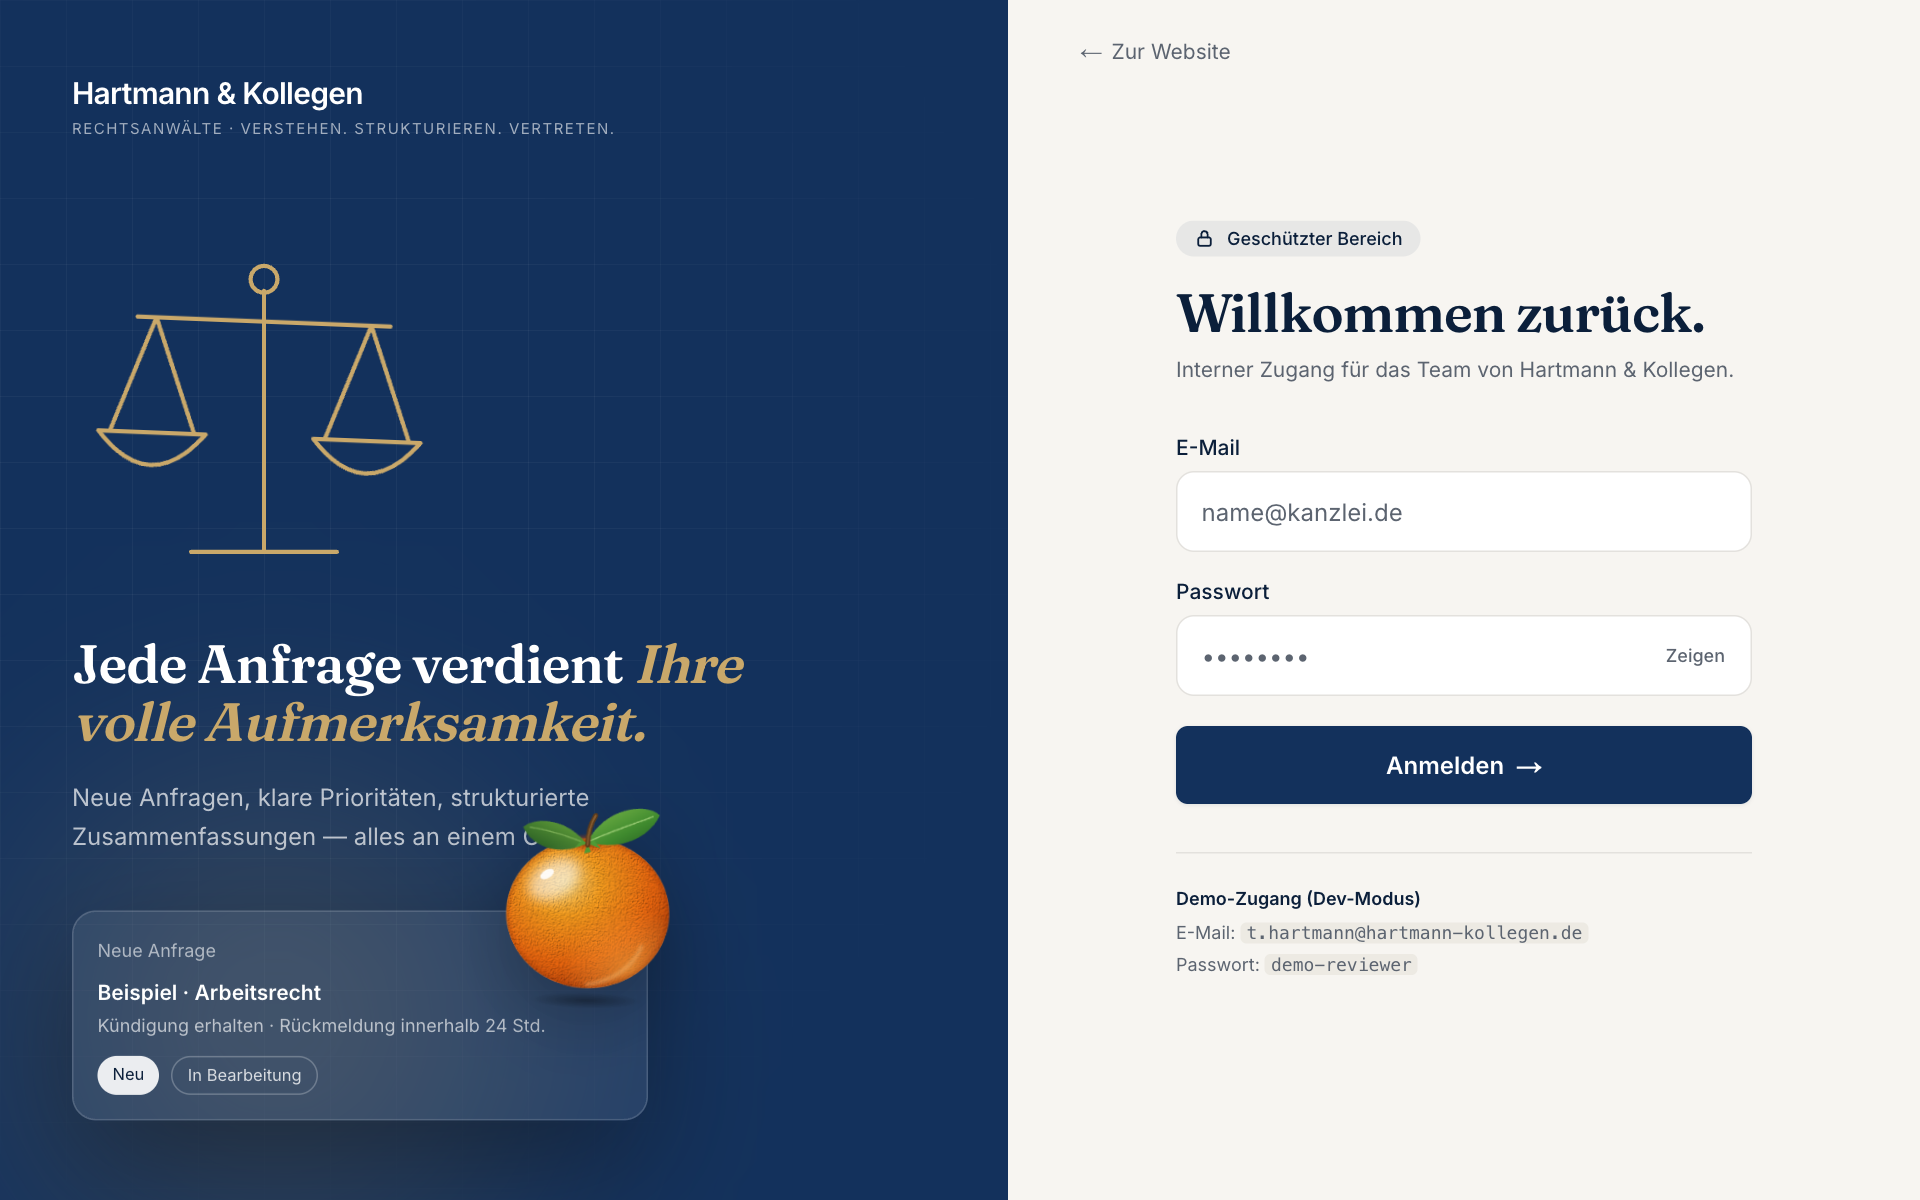 Hartmann & Kollegen
RECHTSANWÄLTE · VERSTEHEN. STRUKTURIEREN. VERTRETEN.
Jede Anfrage verdient Ihre
volle Aufmerksamkeit.
Neue Anfragen, klare Prioritäten, strukturierte
Zusammenfassungen — alles an einem
Neue Anfrage
Beispiel · Arbeitsrecht
Kündigung erhalten · Rückmeldung innerhalb 24 Std.
Neu
In Bearbeitung
← Zur Website
Geschützter Bereich
Willkommen zurück.
Interner Zugang für das Team von Hartmann & Kollegen.
E-Mail
name@kanzlei.de
Passwort
••••••••
Zeigen
Anmelden →
Demo-Zugang (Dev-Modus)
E-Mail: t.hartmann@hartmann-kollegen.de
Passwort: demo-reviewer